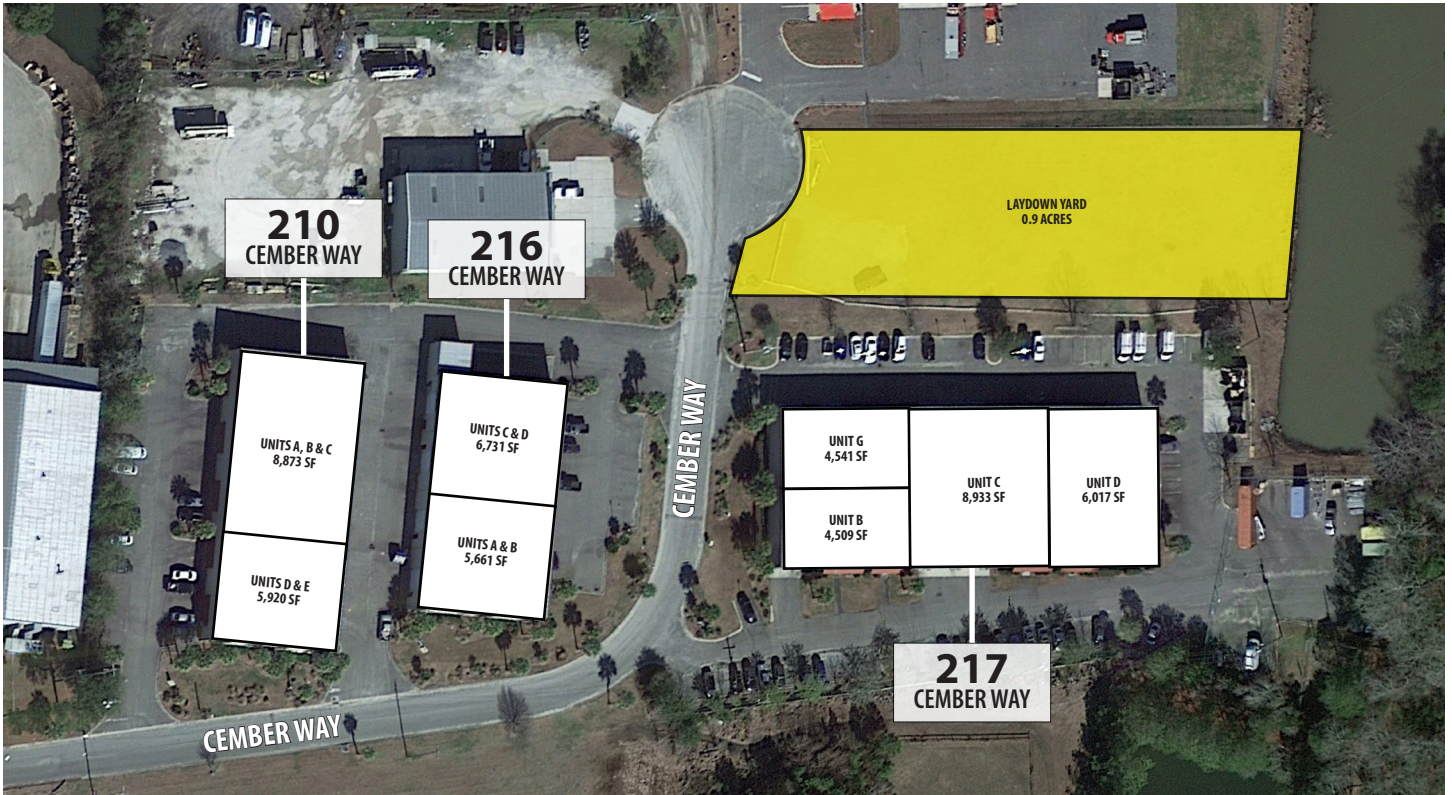 LAYDOWN YARD
0.9 ACRES
210
CEMBER WAY
216
CEMBER WAY
UNITS A, B & C
8,873 SF
UNITS D & E
5,920 SF
UNITS C & D
6,731 SF
UNITS A & B
5,661 SF
CEMBER WAY
UNIT G
4,541 SF
UNIT B
4,509 SF
UNIT C
8,933 SF
UNIT D
6,017 SF
217
CEMBER WAY
CEMBER WAY